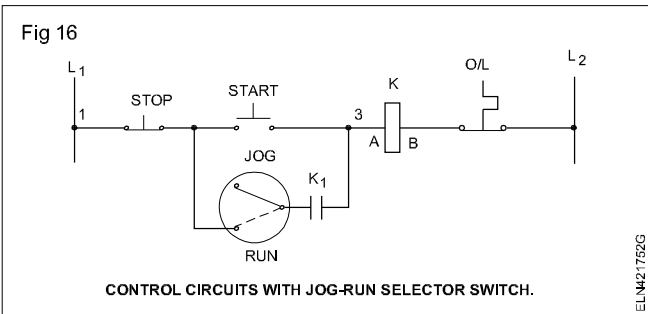 Fig 16
L1
L2
O/L
K
START
STOP
1
3
A
B
JOG
K1
RUN
CONTROL CIRCUITS WITH JOG-RUN SELECTOR SWITCH.
ELN421752G